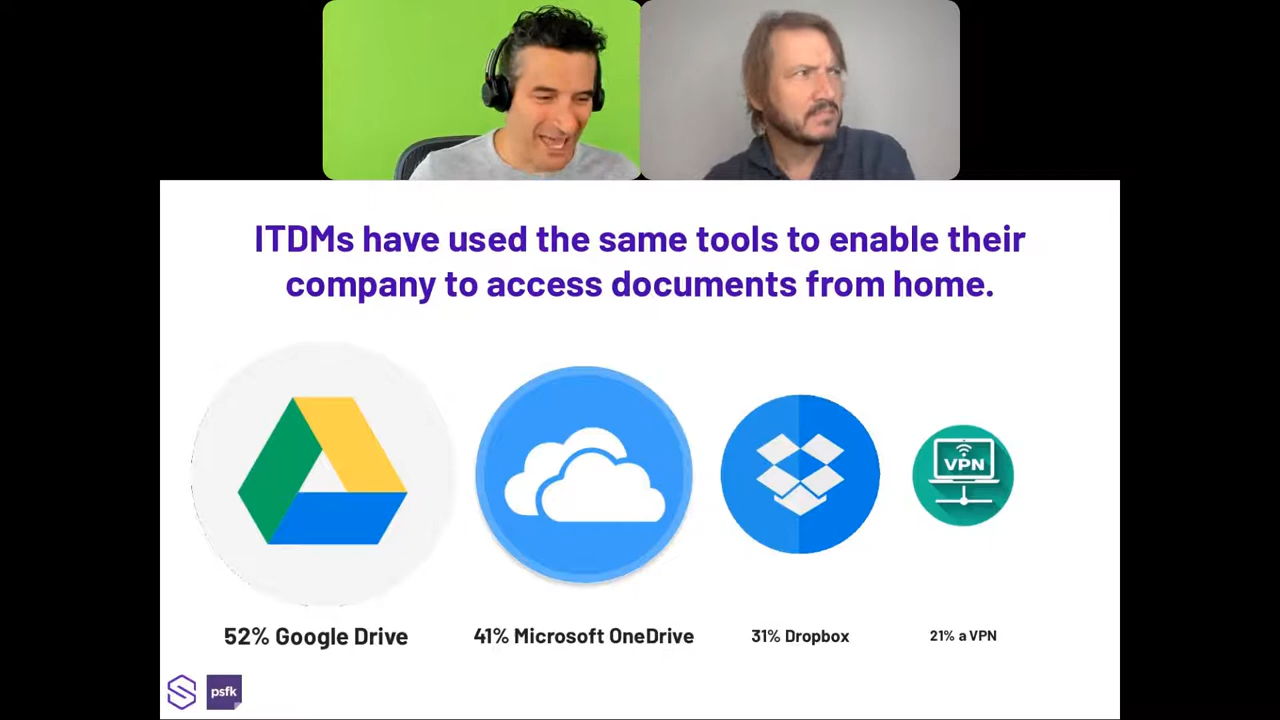 ITDMs have used the same tools to enable their
company to access documents from home.
VPN
52% Google Drive
41% Microsoft OneDrive
31% Dropbox
21% a VPN
psfk